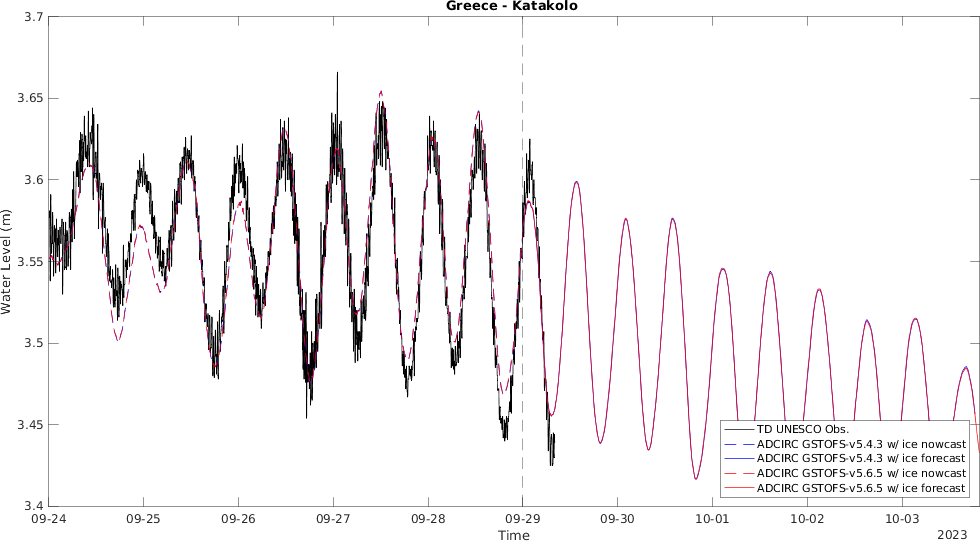 Greece - Katakolo
3.7
3.65
3.6
3.55
3.5
3.45
3.4
Water Level (m)
TD UNESCO Obs.
ADCIRC GSTOFS-v5.4.3 w/ ice nowcast
ADCIRC GSTOFS-v5.4.3 w/ ice forecast
ADCIRC GSTOFS-v5.6.5 w/ ice nowcast
ADCIRC GSTOFS-v5.6.5 w/ ice forecast
09-24 09-25 09-26 09-27 09-28 09-29 09-30 10-01 10-02 10-03
Time
2023